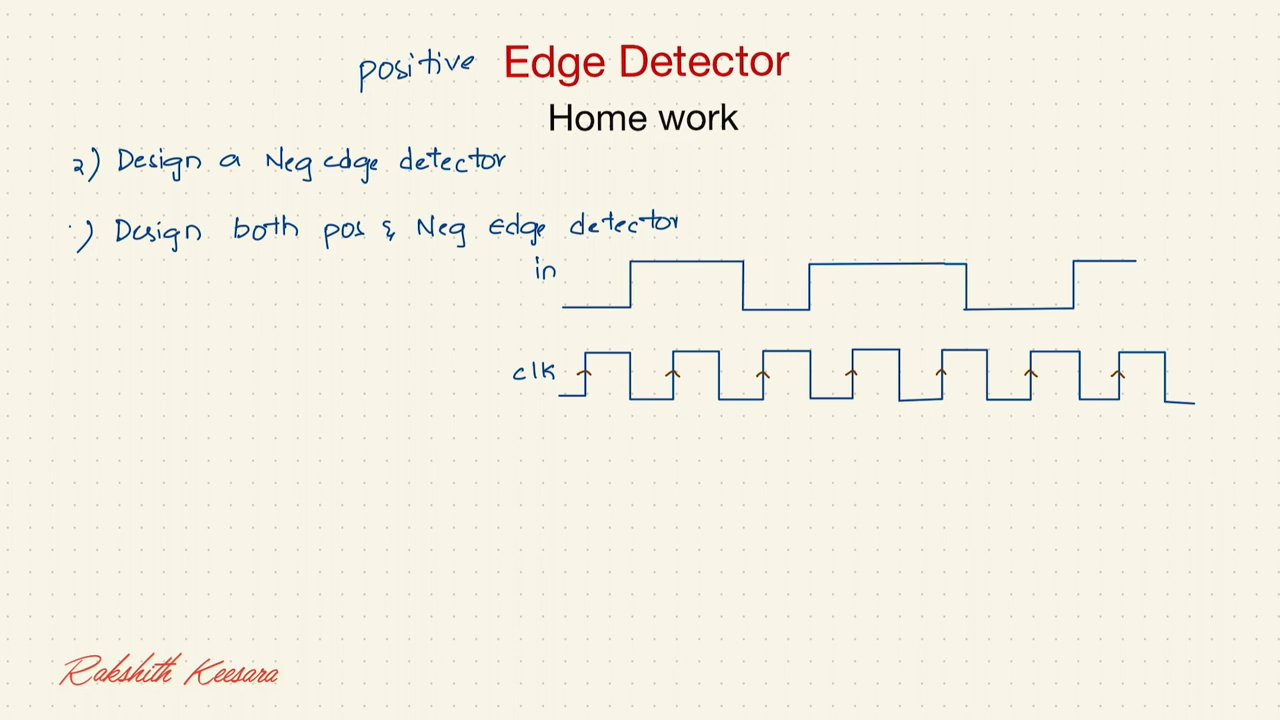 positive Edge Detector
Home work
2) Design a Neg edge detector
·) Design both pos & Neg Edge detector
in
clk
Rakshith Keesara